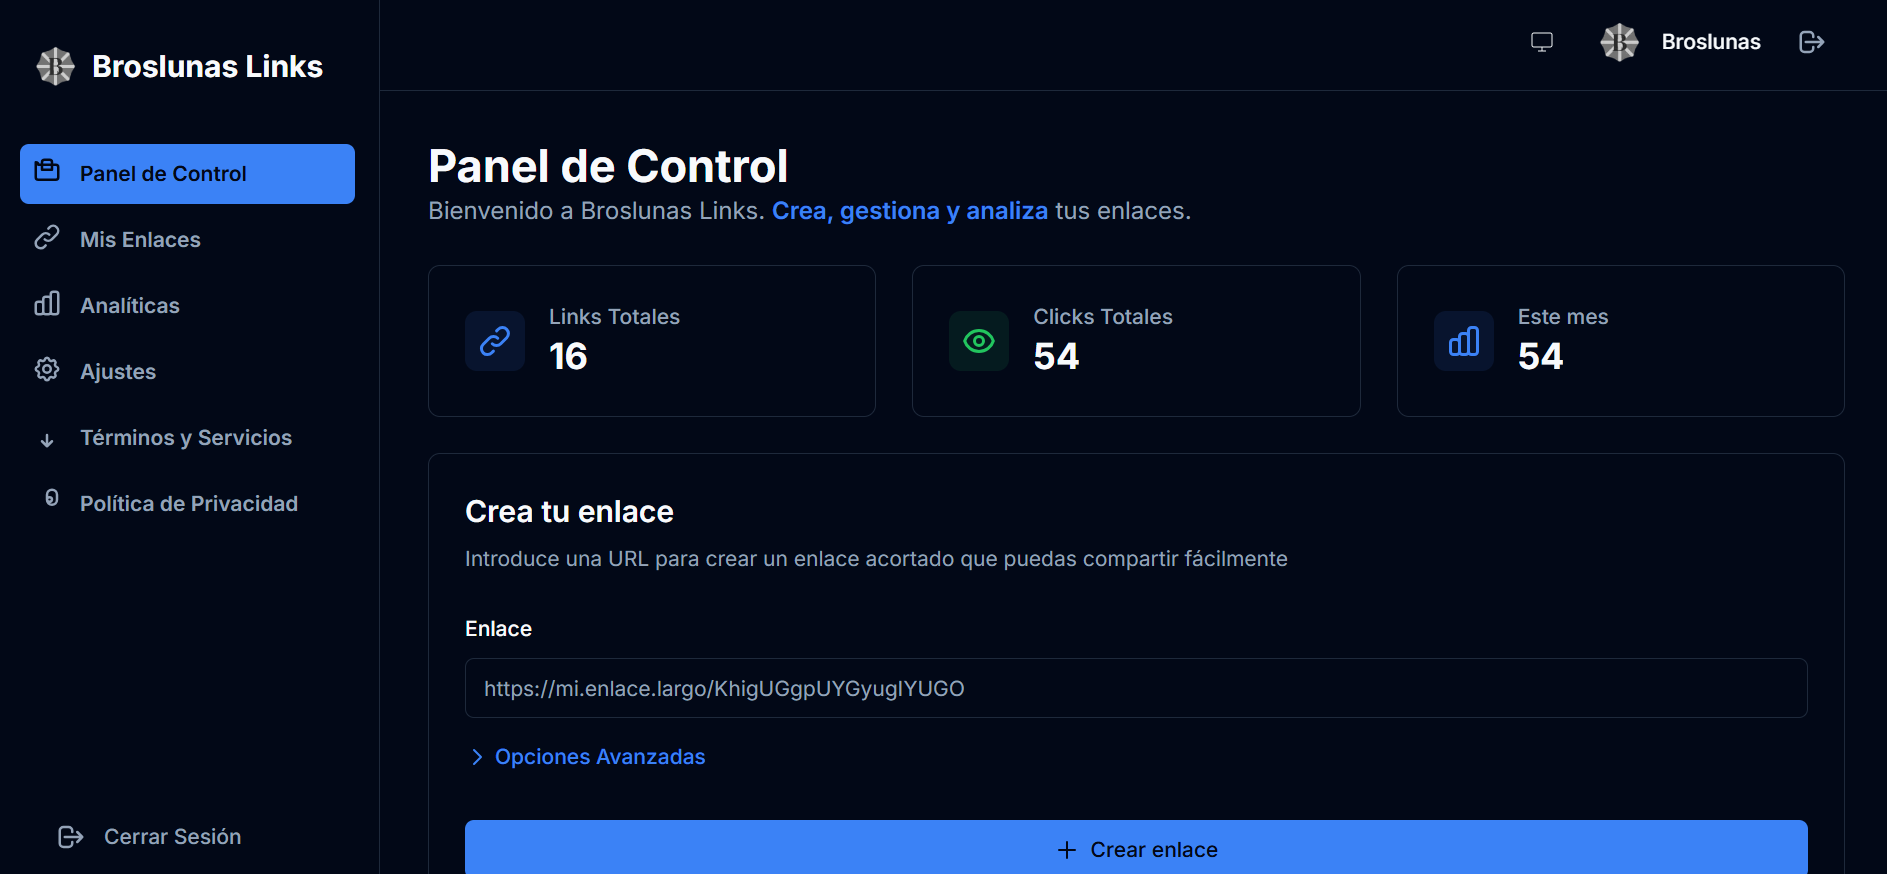 Broslunas Links
Panel de Control
Mis Enlaces
Analíticas
Ajustes
Términos y Servicios
Política de Privacidad
Cerrar Sesión
B
Broslunas
Panel de Control
Bienvenido a Broslunas Links. Crea, gestiona y analiza tus enlaces.
Links Totales
16
Clicks Totales
54
Este mes
54
Crea tu enlace
Introduce una URL para crear un enlace acortado que puedas compartir fácilmente
Enlace
https://mi.enlace.largo/KhigUGgpUYGyugIYUGO
Opciones Avanzadas
Crear enlace